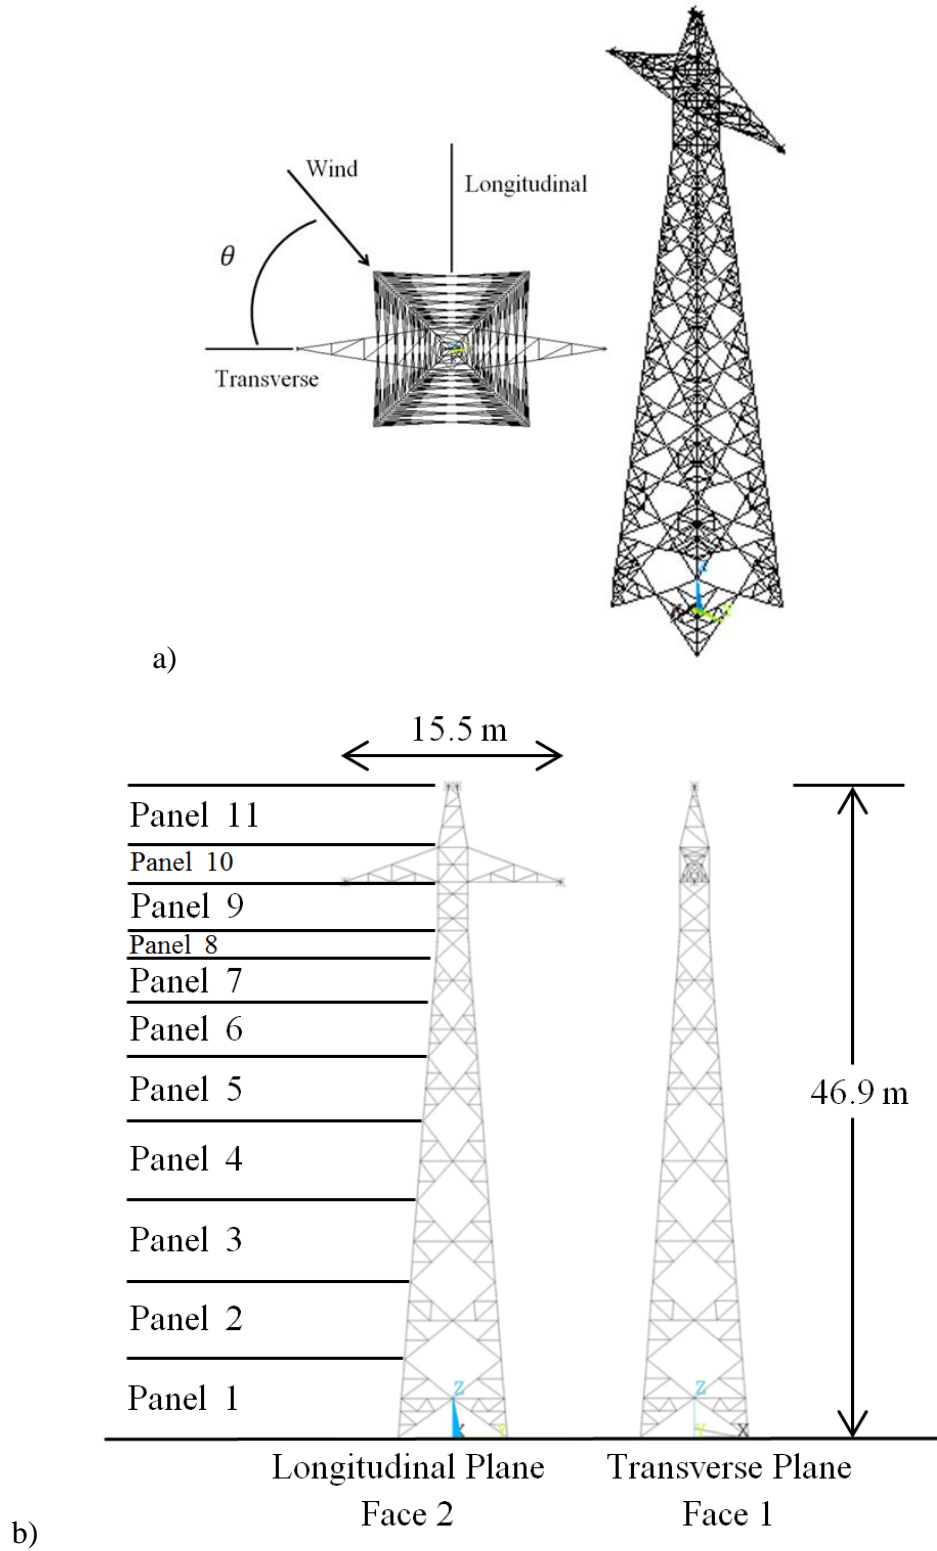 Wind
Longitudinal
θ
Transverse
Z
a)
15.5 m
Panel 11
Panel 10
Panel 9
Panel 8
Panel 7
Panel 6
Panel 5
46.9 m
Panel 4
Panel 3
Panel 2
Panel 1
Z
Z
Y
Y
X
Longitudinal Plane
Transverse Plane
Face 2
Face 1
b)